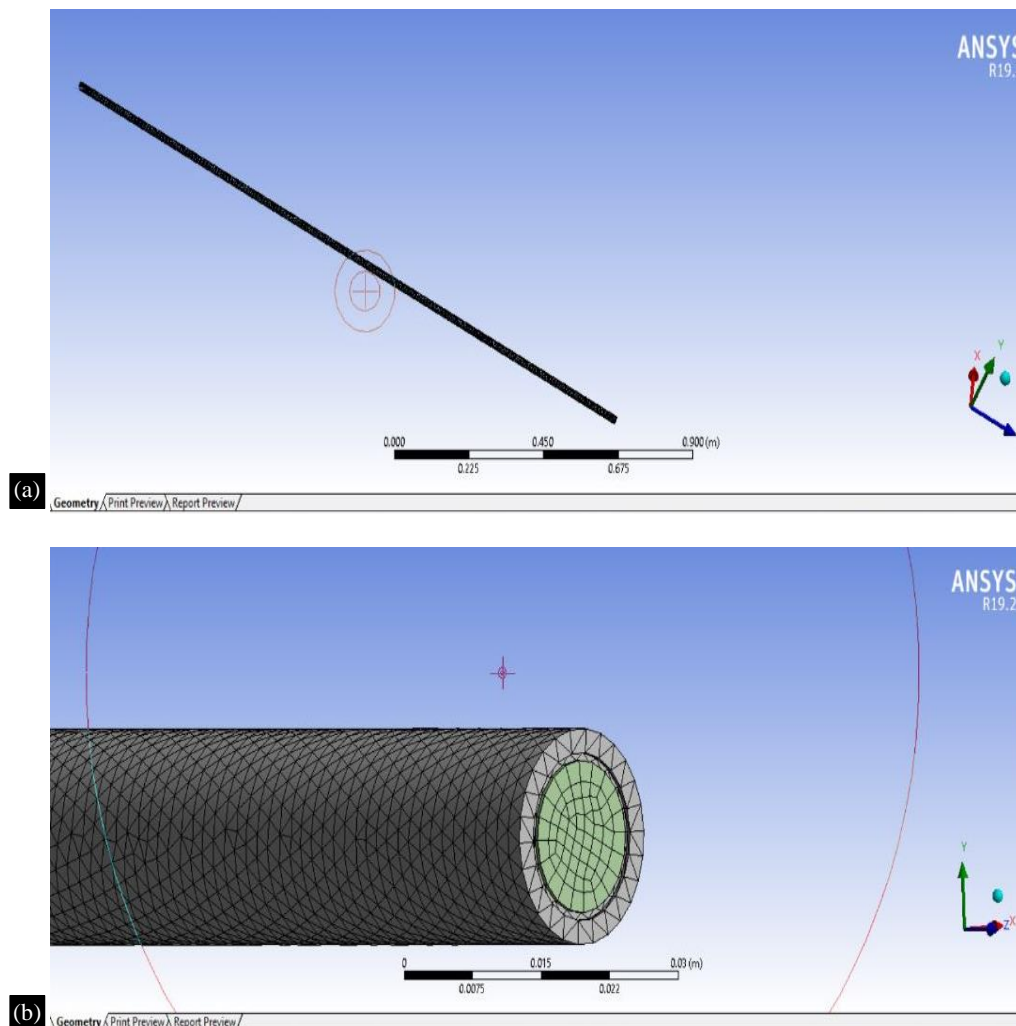 ANSYS
R19.
X Y
0.000 0.450 0.900 (m)
0.225 0.675
(a)
Geometry Print Preview Report Preview
ANSYS
R19.2
Y
Z X
0 0.015 0.03 (m)
0.0075 0.022
(b)
Geometry Print Preview Report Preview